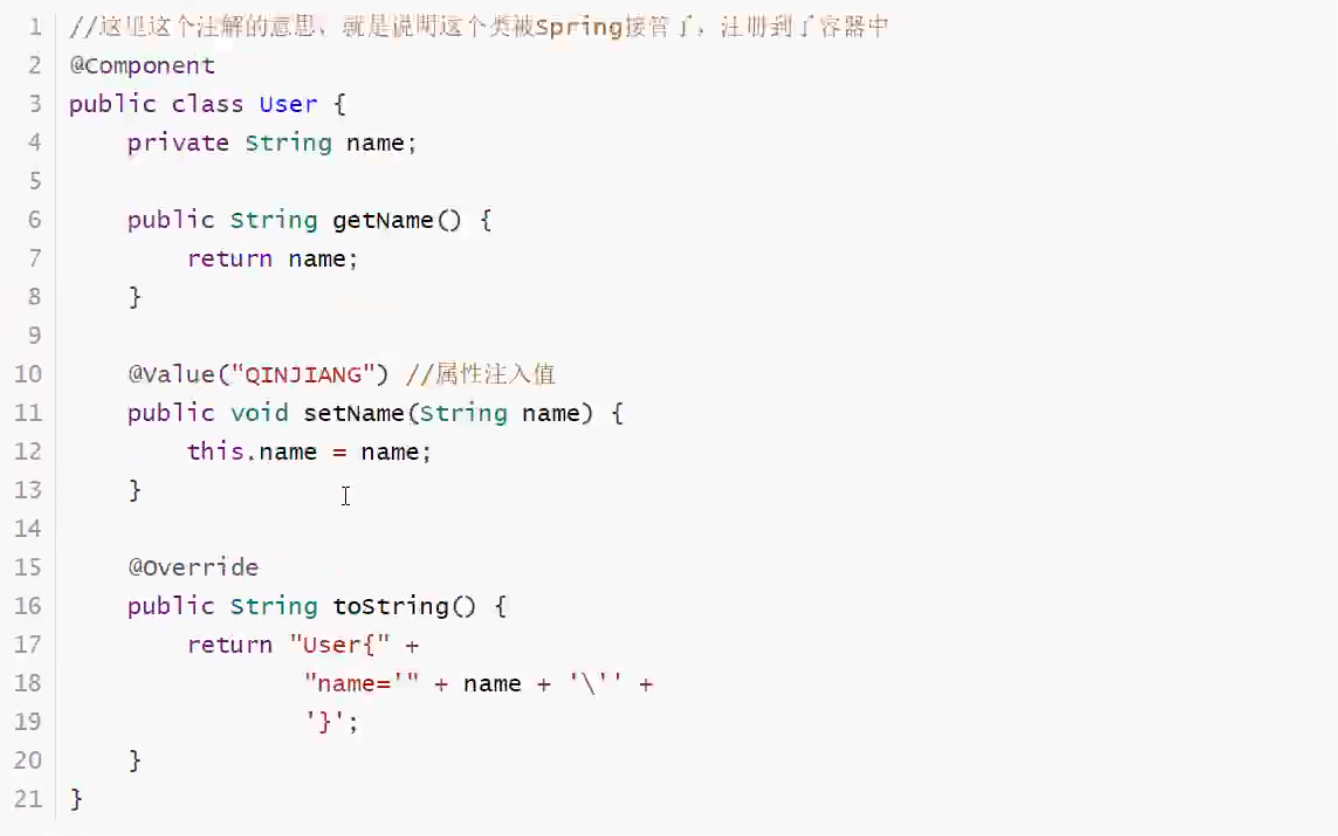 1 //这里这个注解的意思，就是说明这个类被Spring接管了，注册到了容器中
2 @Component
3 public class User {
4     private String name;
5
6     public String getName() {
7         return name;
8     }
9
10     @Value("QINJIANG") //属性注入值
11     public void setName(String name) {
12         this.name = name;
13     }
14
15     @Override
16     public String toString() {
17         return "User{" +
18                 "name='" + name + '\'' +
19                 '}';
20     }
21 }